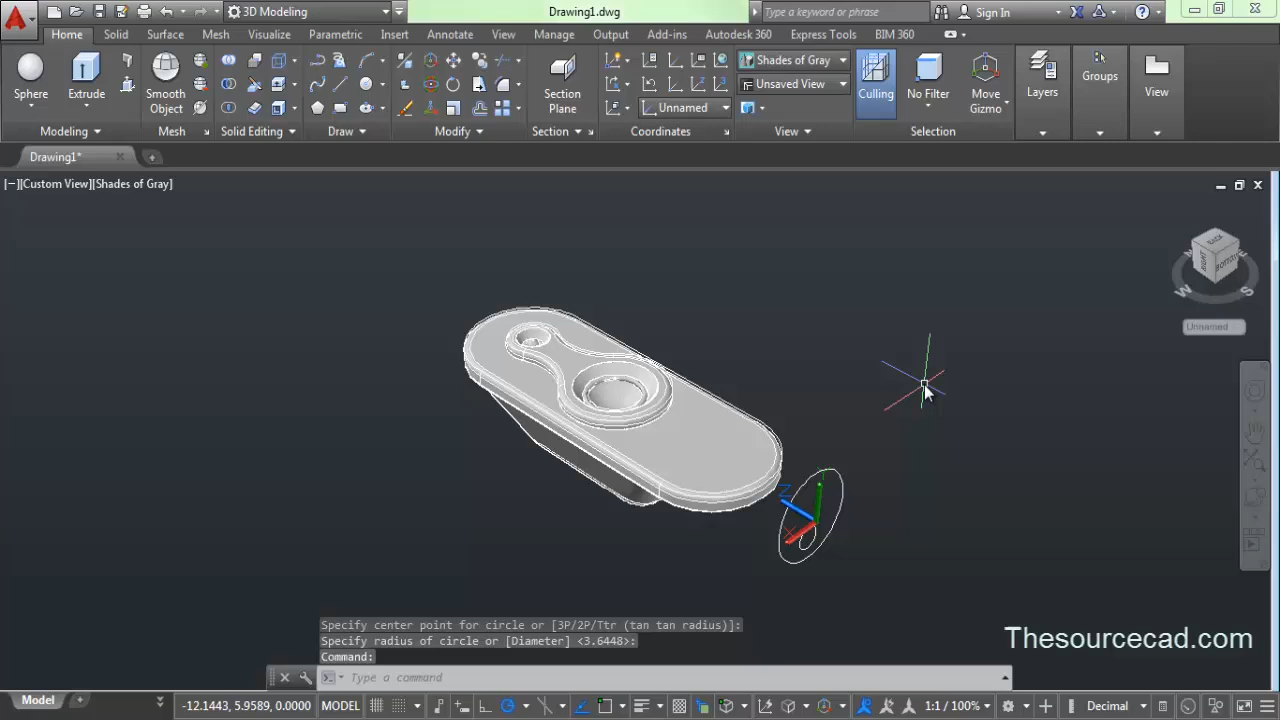 3D Modeling
Drawing1.dwg
Type a keyword or phrase
Sign In
Home
Solid
Surface
Mesh
Visualize
Parametric
Insert
Annotate
View
Manage
Output
Add-ins
Autodesk 360
Express Tools
BIM 360
Sphere
Extrude
Smooth
Object
Section
Plane
Unnamed
Shades of Gray
Unsaved View
Culling
No Filter
Move
Gizmo
Layers
Groups
View
Modeling
Mesh
Solid Editing
Draw
Modify
Section
Coordinates
View
Selection
Drawing1*
[−][Custom View][Shades of Gray]
BACK
RIGHT
BOTTOM
N
E
W
S
Unnamed
Z
X
Specify center point for circle or [3P/2P/Ttr (tan tan radius)]:
Specify radius of circle or [Diameter] <3.6448>:
Command:
Type a command
Thesourcecad.com
Model
-12.1443, 5.9589, 0.0000
MODEL
1:1 / 100%
Decimal